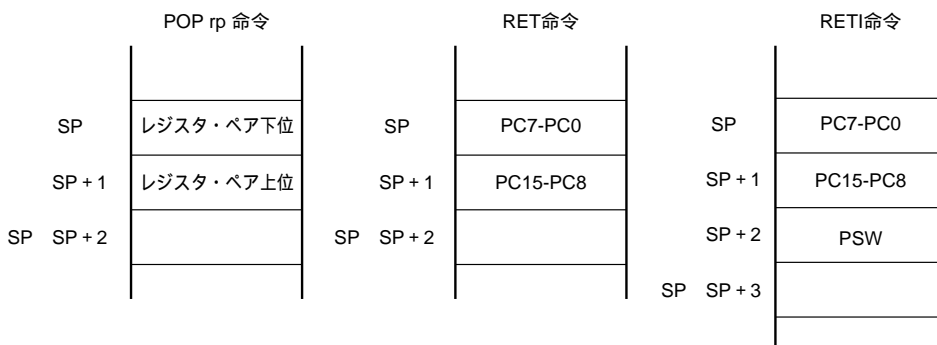 POP rp 命令
SP レジスタ・ペア下位
SP + 1 レジスタ・ペア上位
SP SP + 2
RET命令
SP PC7-PC0
SP + 1 PC15-PC8
SP SP + 2
RETI命令
SP PC7-PC0
SP + 1 PC15-PC8
SP + 2 PSW
SP SP + 3